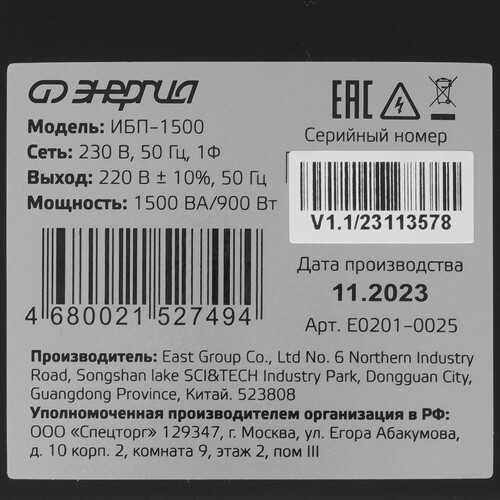 ЭНЕРГИЯ
Модель: ИБП-1500
Сеть: 230 В, 50 Гц, 1Ф
Выход: 220 В ± 10%, 50 Гц
Мощность: 1500 ВА/900 Вт
4 680021 527494
EAC
Серийный номер
V1.1/23113578
Дата производства
11.2023
Арт. E0201-0025
Производитель: East Group Co., Ltd No. 6 Northern Industry
Road, Songshan lake SCI&TECH Industry Park, Dongguan City,
Guangdong Province, Китай. 523808
Уполномоченная производителем организация в РФ:
ООО «Спецторг» 129347, г. Москва, ул. Егора Абакумова,
д. 10 корп. 2, комната 9, этаж 2, пом III